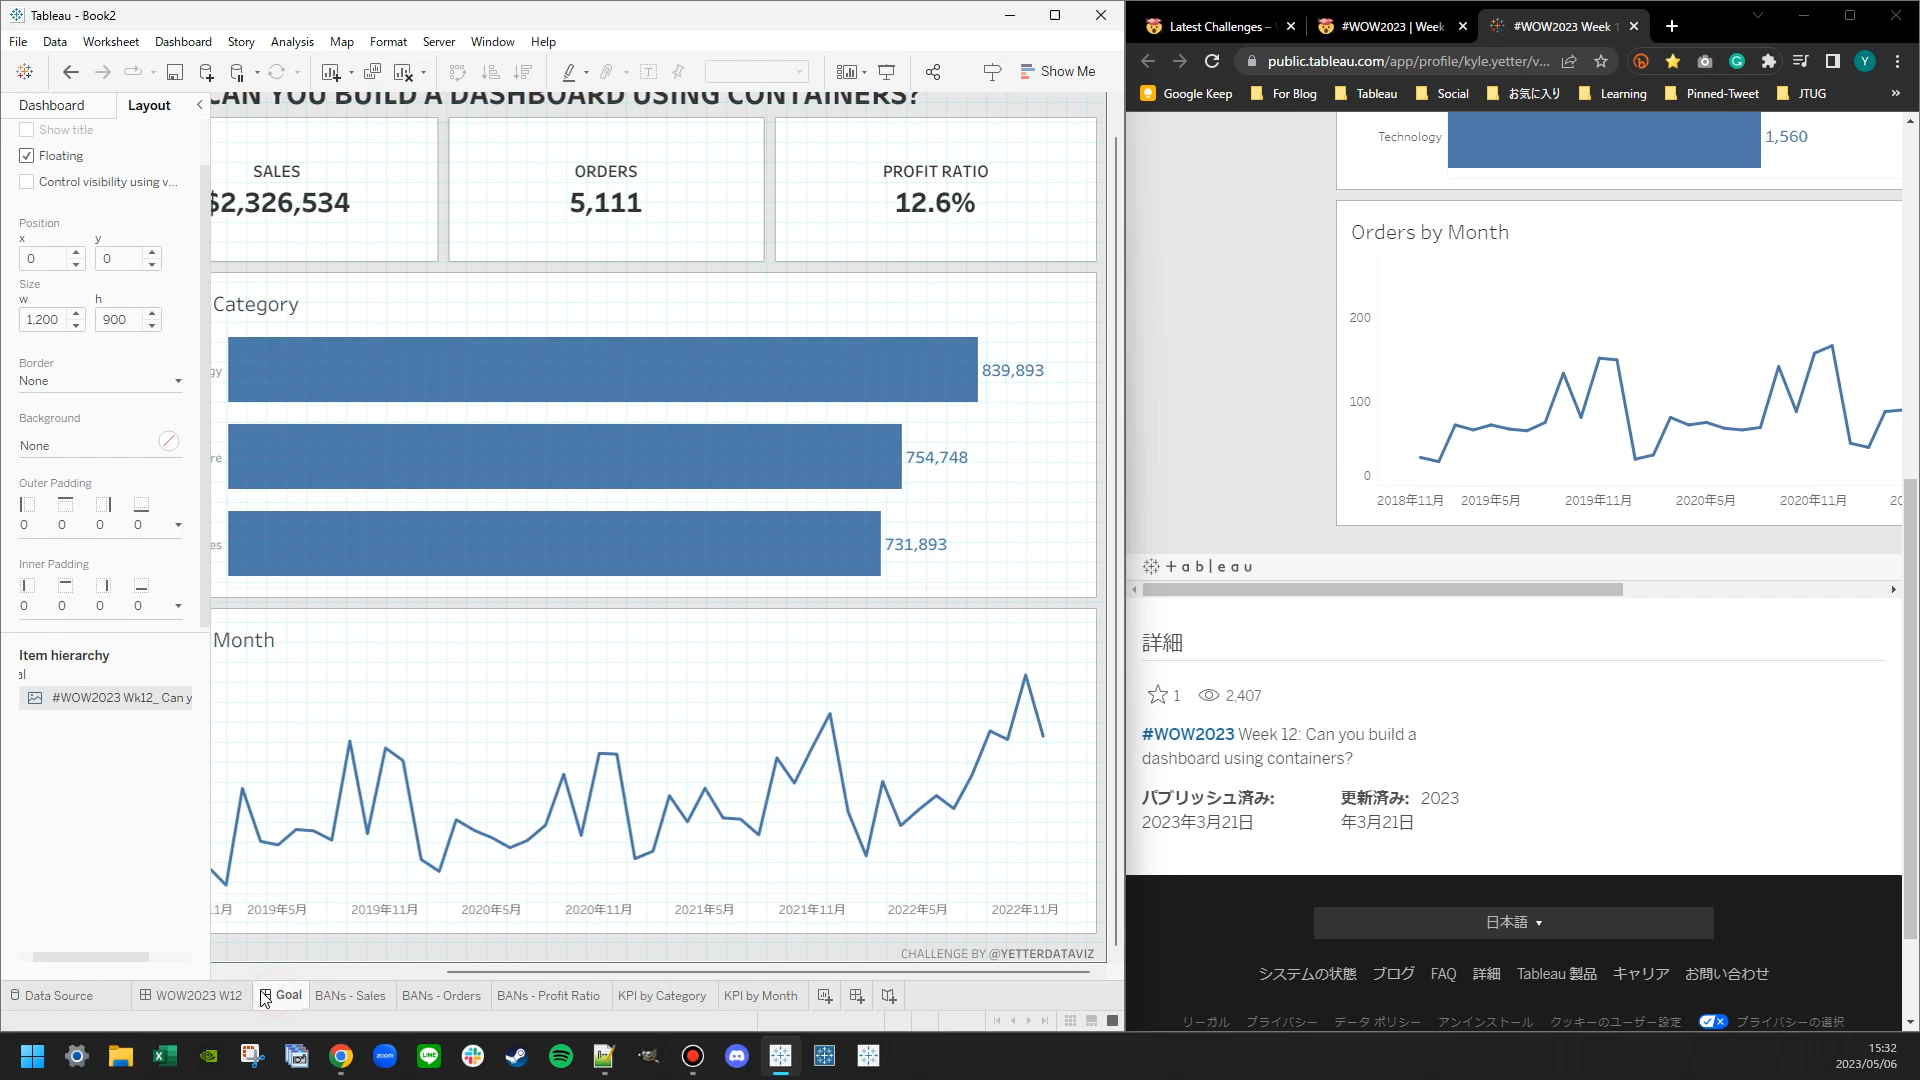 Tableau - Book2
File Data Worksheet Dashboard Story Analysis Map Format Server Window Help
Show Me
Dashboard Layout
Show title
Floating
Control visibility using v...
Position
x y
0 0
Size
w h
1,200 900
Border
None
Background
None
Outer Padding
0 0 0 0
Inner Padding
0 0 0 0
Item hierarchy
al
#WOW2023 Wk12_ Can y
CAN YOU BUILD A DASHBOARD USING CONTAINERS?
SALES
$2,326,534
ORDERS
5,111
PROFIT RATIO
12.6%
Category
gy 839,893
re 754,748
es 731,893
Month
11月 2019年5月 2019年11月 2020年5月 2020年11月 2021年5月 2021年11月 2022年5月 2022年11月
CHALLENGE BY @YETTERDATAVIZ
Data Source WOW2023 W12 Goal BANs - Sales BANs - Orders BANs - Profit Ratio KPI by Category KPI by Month
Latest Challenges – #WOW2023 | Week #WOW2023 Week 1
public.tableau.com/app/profile/kyle.yetter/v...
Google Keep For Blog Tableau Social お気に入り Learning Pinned-Tweet JTUG
Technology 1,560
Orders by Month
200
100
0
2018年11月 2019年5月 2019年11月 2020年5月 2020年11月 20
+ableau
詳細
1 2,407
#WOW2023 Week 12: Can you build a
dashboard using containers?
パブリッシュ済み: 更新済み: 2023
2023年3月21日 年3月21日
日本語
システムの状態 ブログ FAQ 詳細 Tableau 製品 キャリア お問い合わせ
リーガル プライバシー データ ポリシー アンインストール クッキーのユーザー設定 プライバシーの選択
zoom
LINE
15:32
2023/05/06